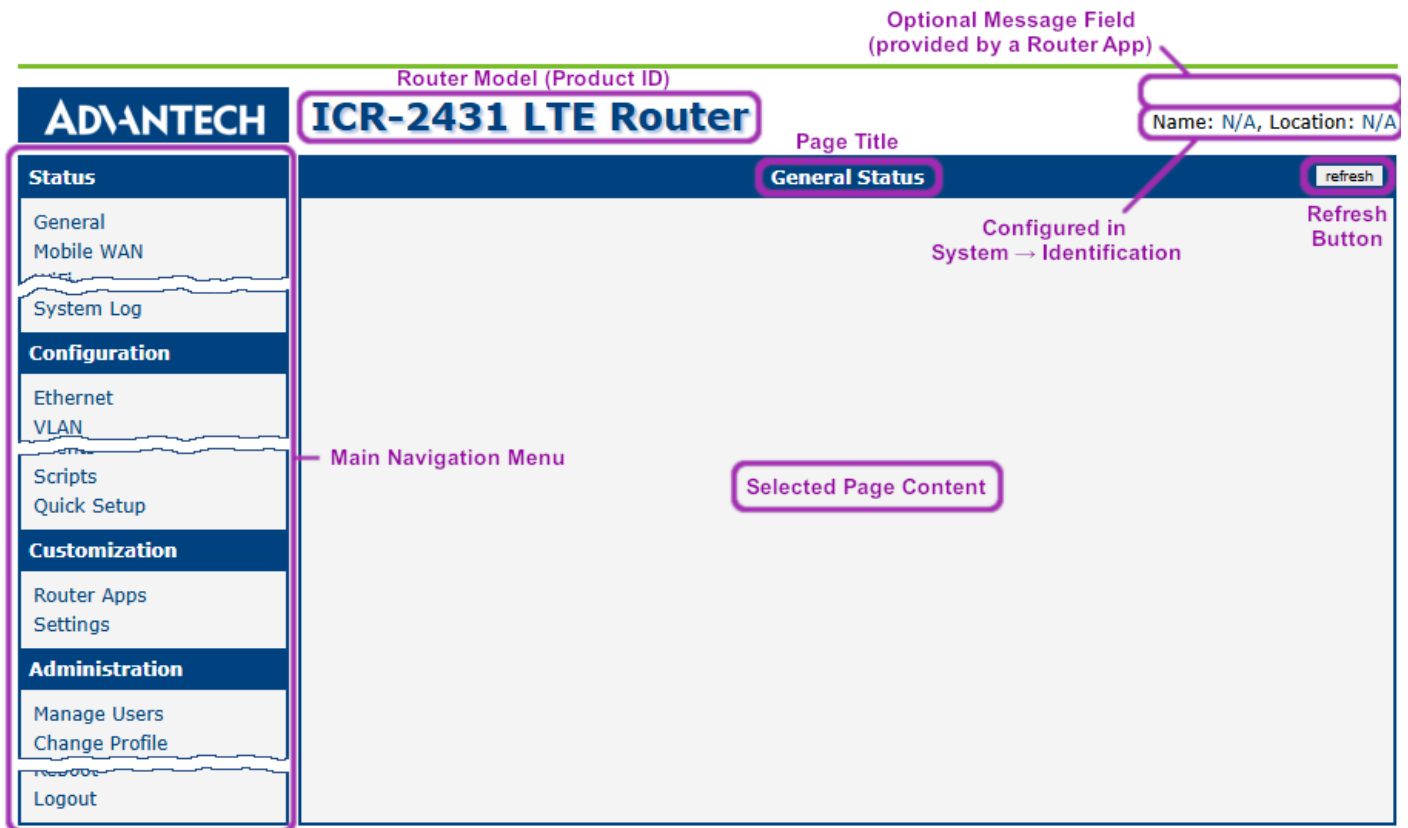 Optional Message Field
(provided by a Router App)
Router Model (Product ID)
ADVANTECH
ICR-2431 LTE Router
Name: N/A, Location: N/A
Page Title
Status
General Status
refresh
General
Mobile WAN
System Log
Configured in
System → Identification
Refresh
Button
Configuration
Ethernet
VLAN
Scripts
Quick Setup
Main Navigation Menu
Selected Page Content
Customization
Router Apps
Settings
Administration
Manage Users
Change Profile
Logout